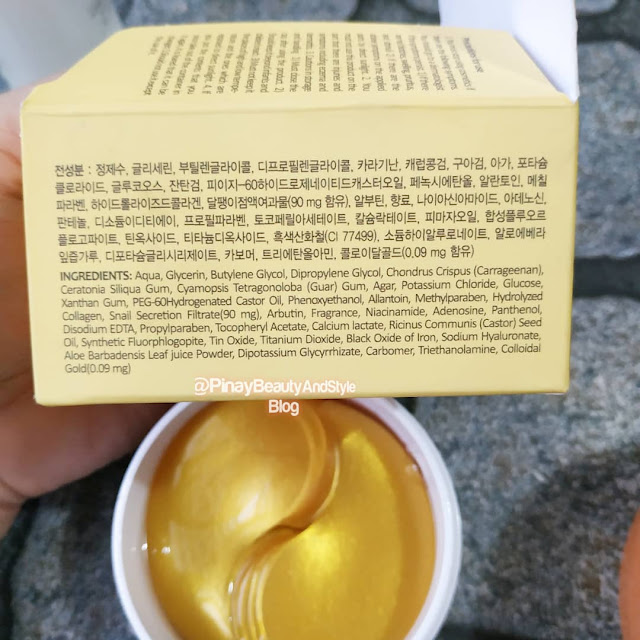 전성분 : 정제수, 글리세린, 부틸렌글라이콜, 디프로필렌글라이콜, 카라기난, 캐럽콩검, 구아검, 아가, 포타슘
클로라이드, 글루코오스, 잔탄검, 피이지-60하이드로제네이티드캐스터오일, 페녹시에탄올, 알란토인, 메칠
파라벤, 하이드롤라이즈드콜라겐, 달팽이점액여과물(90 mg 함유), 알부틴, 향료, 나이아신아마이드, 아데노신,
판테놀, 디소듐이디티에이, 프로필파라벤, 토코페릴아세테이트, 칼슘락테이트, 피마자오일, 합성플루오르
플로고파이트, 틴옥사이드, 티타늄디옥사이드, 흑색산화철(CI 77499), 소듐하이알루로네이트, 알로에베라
잎즙가루, 디포타슘글리시리제이트, 카보머, 트리에탄올아민, 콜로이달골드(0.09 mg 함유)
INGREDIENTS: Aqua, Glycerin, Butylene Glycol, Dipropylene Glycol, Chondrus Crispus (Carrageenan),
Ceratonia Siliqua Gum, Cyamopsis Tetragonoloba (Guar) Gum, Agar, Potassium Chloride, Glucose,
Xanthan Gum, PEG-60Hydrogenated Castor Oil, Phenoxyethanol, Allantoin, Methylparaben, Hydrolyzed
Collagen, Snail Secretion Filtrate(90 mg), Arbutin, Fragrance, Niacinamide, Adenosine, Panthenol,
Disodium EDTA, Propylparaben, Tocopheryl Acetate, Calcium lactate, Ricinus Communis (Castor) Seed
Oil, Synthetic Fluorphlogopite, Tin Oxide, Titanium Dioxide, Black Oxide of Iron, Sodium Hyaluronate,
Aloe Barbadensis Leaf juice Powder, Dipotassium Glycyrrhizate, Carbomer, Triethanolamine, Colloidal
Gold(0.09 mg)
@PinayBeautyAndStyle
Blog